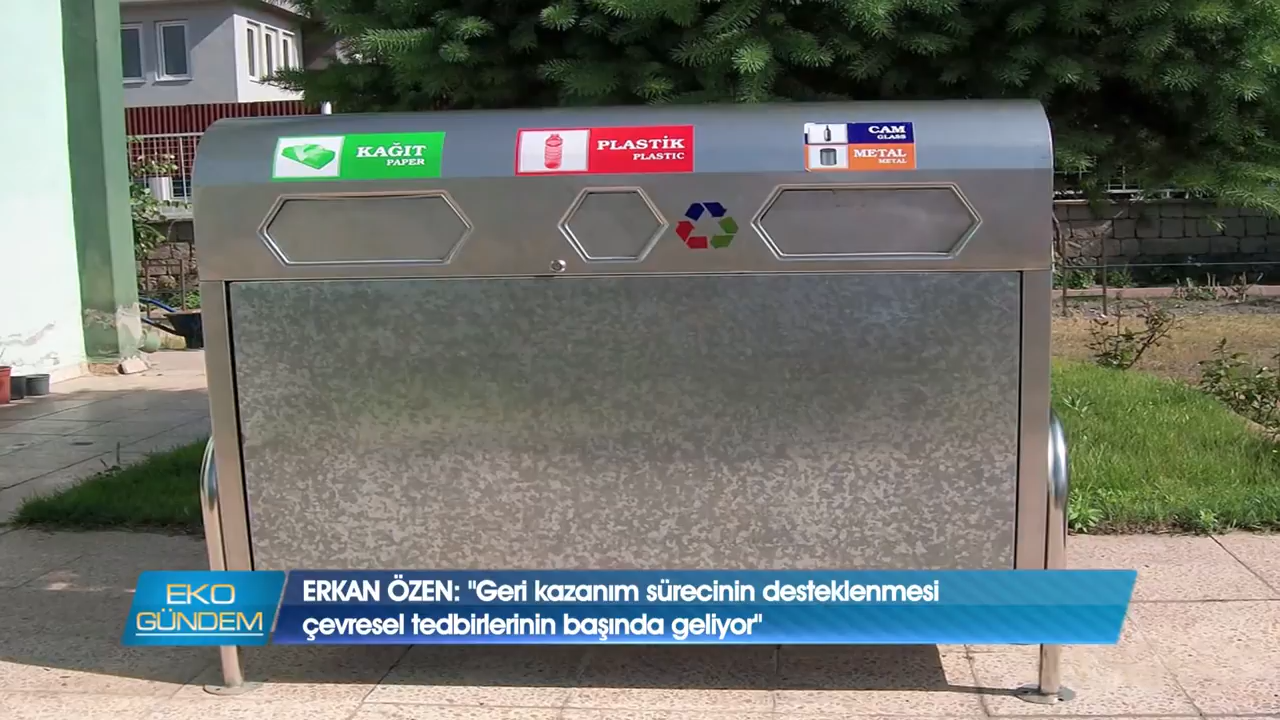 KAĞIT
PAPER
PLASTİK
PLASTIC
CAM
GLASS
METAL
METAL
EKO
GÜNDEM
ERKAN ÖZEN: "Geri kazanım sürecinin desteklenmesi
çevresel tedbirlerinin başında geliyor"